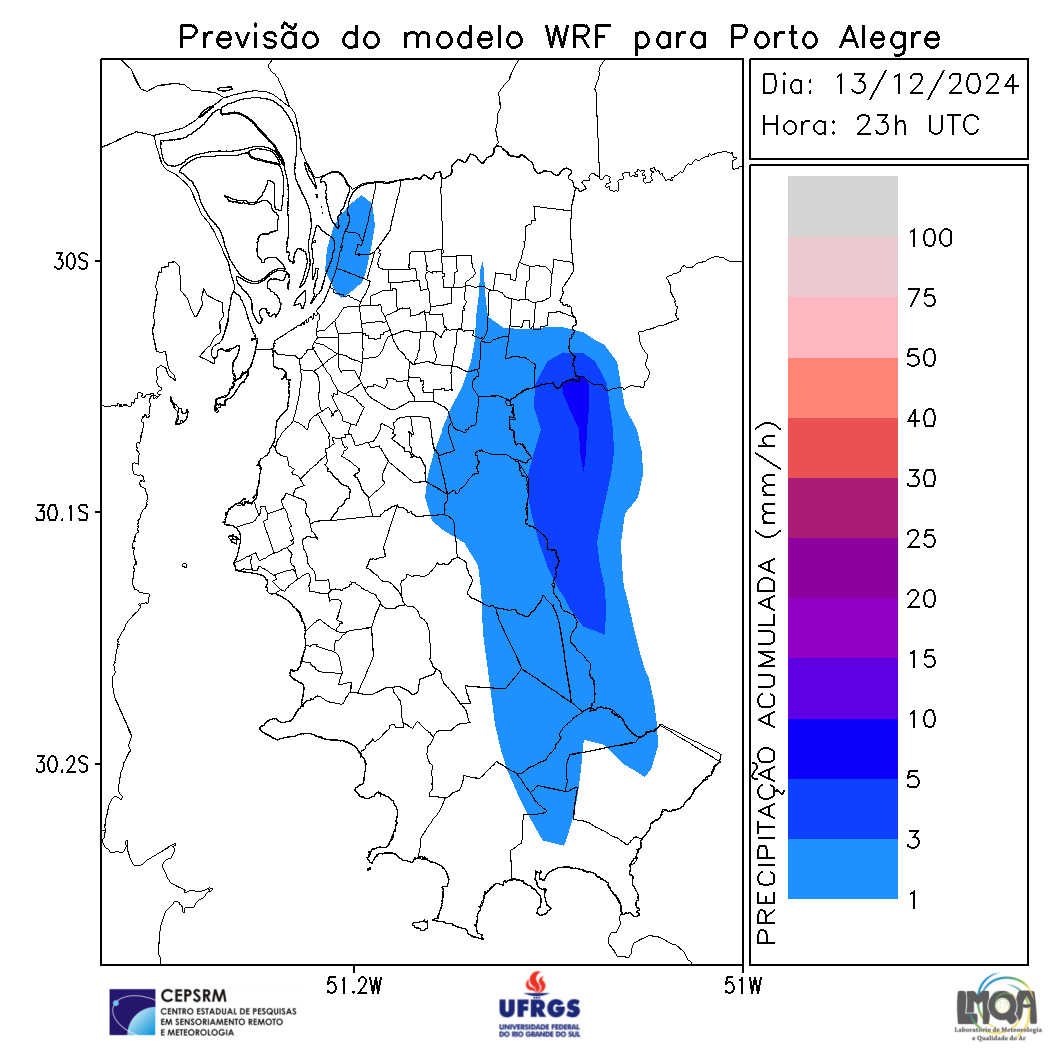 Previsão do modelo WRF para Porto Alegre
Dia: 13/12/2024
Hora: 23h UTC
30S
30.1S
30.2S
51.2W
51W
PRECIPITAÇÃO ACUMULADA (mm/h)
100
75
50
40
30
25
20
15
10
5
3
1
CEPSRM
CENTRO ESTADUAL DE PESQUISAS
EM SENSORIAMENTO REMOTO
E METEOROLOGIA
UFRGS
UNIVERSIDADE FEDERAL
DO RIO GRANDE DO SUL
LMQA
Laboratório de Meteorologia
e Qualidade do Ar